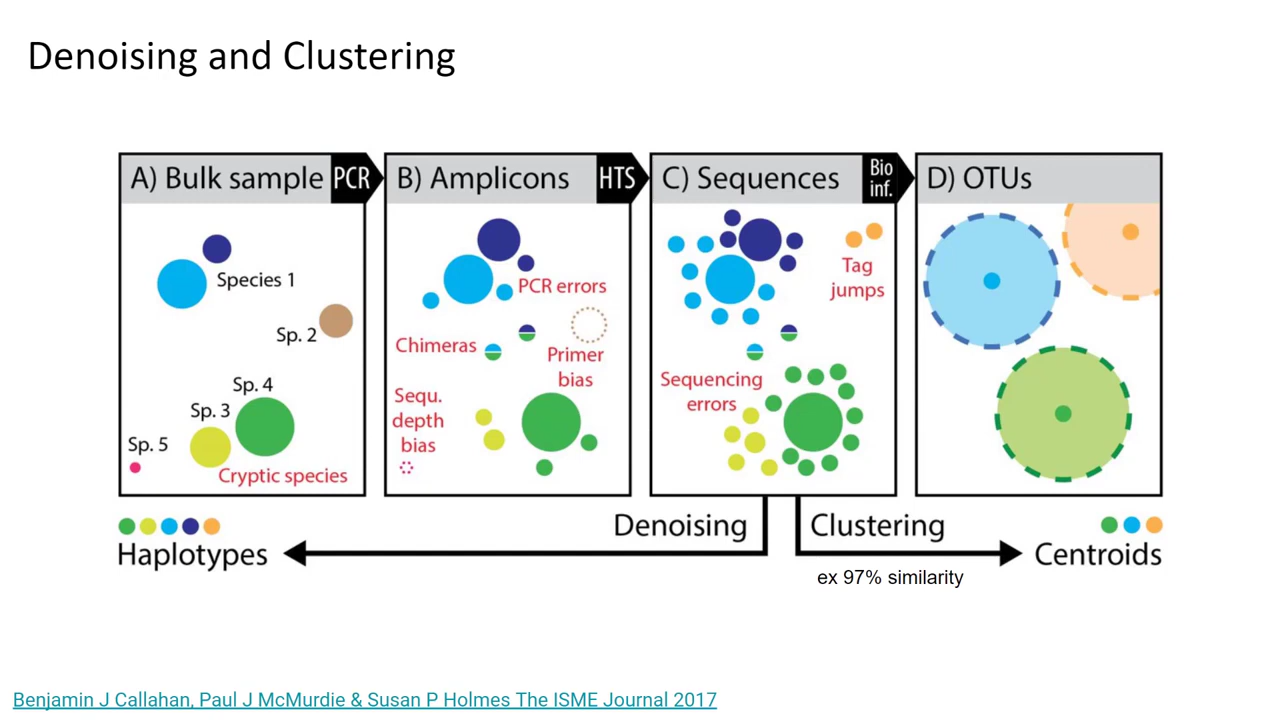 Denoising and Clustering
A) Bulk sample
PCR
B) Amplicons
HTS
C) Sequences
Bio
inf.
D) OTUs
Species 1
Sp. 2
Sp. 4
Sp. 3
Sp. 5
Cryptic species
PCR errors
Chimeras
Primer
bias
Sequ.
depth
bias
Tag
jumps
Sequencing
errors
Denoising
Clustering
Haplotypes
Centroids
ex 97% similarity
Benjamin J Callahan, Paul J McMurdie & Susan P Holmes The ISME Journal 2017